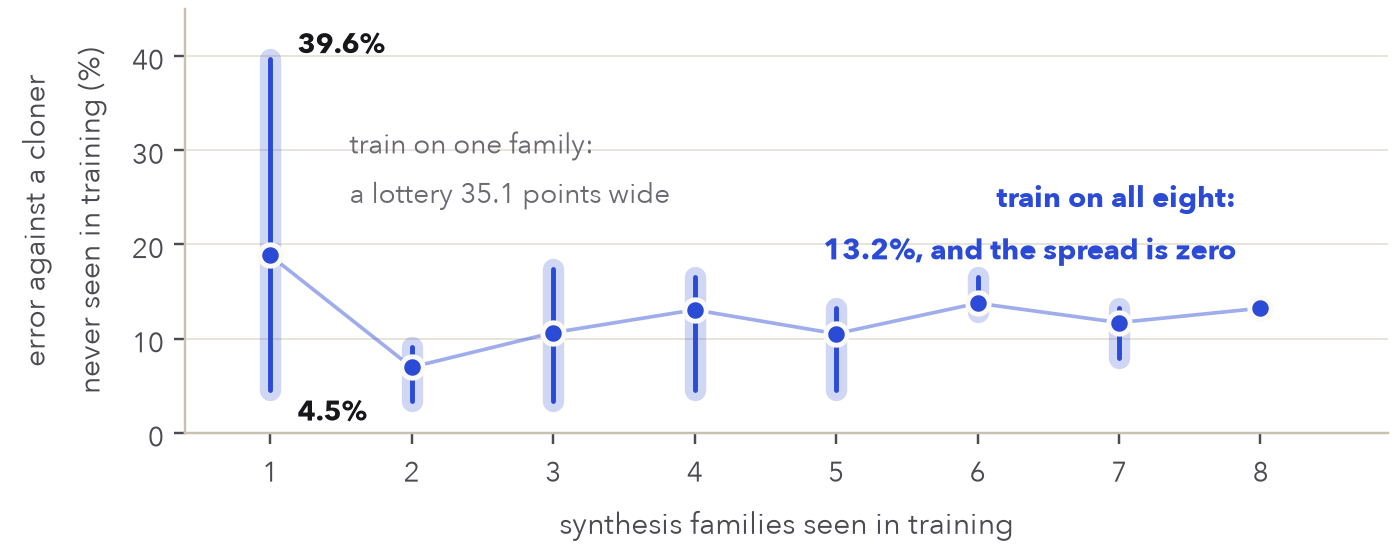 error against a cloner
never seen in training (%)
40
30
20
10
0
39.6%
4.5%
train on one family:
a lottery 35.1 points wide
train on all eight:
13.2%, and the spread is zero
1 2 3 4 5 6 7 8
synthesis families seen in training